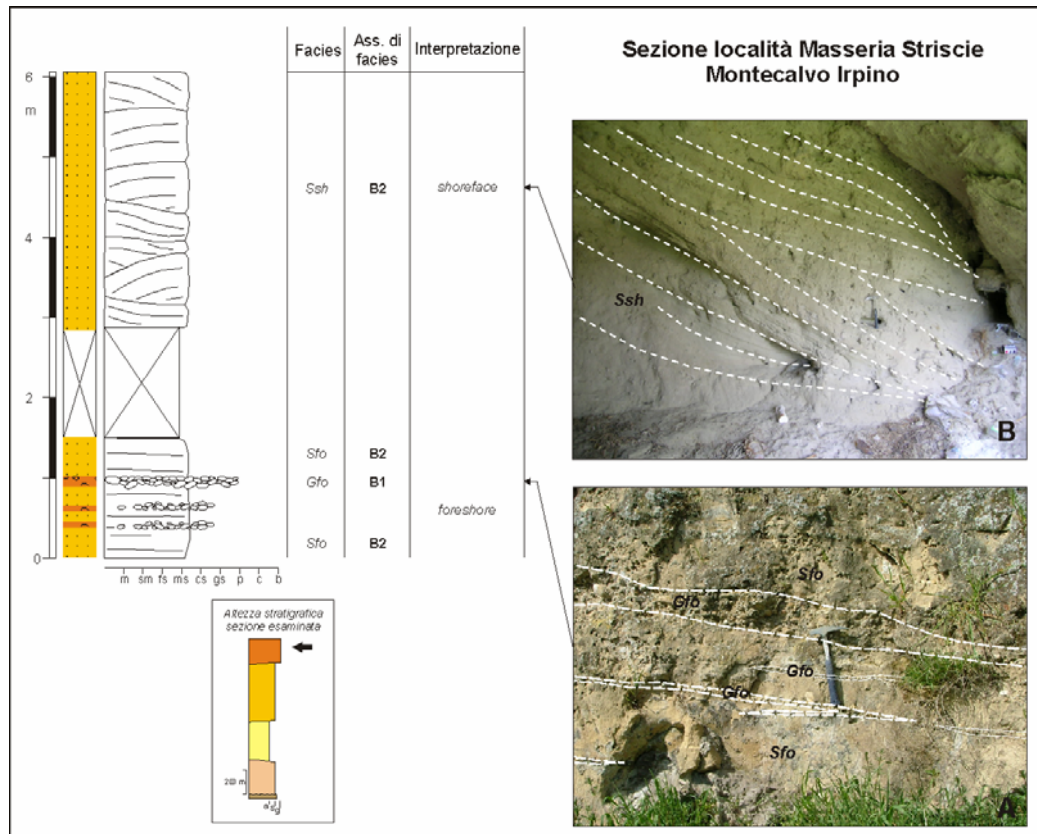 Sezione località Masseria Striscie
Montecalvo Irpino
Facies
Ass. di
facies
Interpretazione
6
m
4
2
0
Ssh B2 shoreface
Sfo B2
Gfo B1
foreshore
Sfo B2
m sm fs ms cs gs p c b
Altezza stratigrafica
sezione esaminata
200 m
Ssh
B
Sfo
Gfo
Gfo
Gfo
Sfo
A